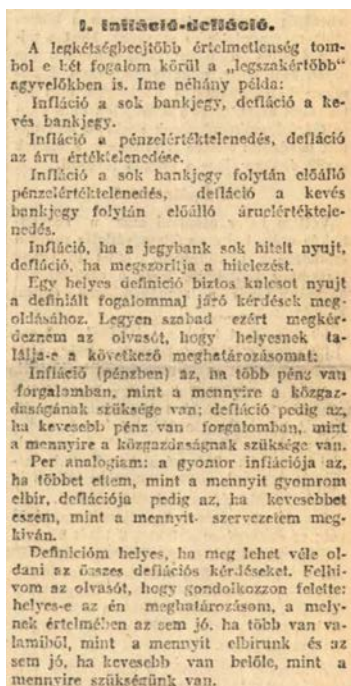 I. Infláció-defláció.
A legkétségbeejtőbb értelmetlenség tom-
bol e két fogalom körül a „legszakértőbb"
agyvelőkben is. Ime néhány példa:
Infláció a sok bankjegy, defláció a ke-
vés bankjegy.
Infláció a pénzelértéktelenedés, defláció
az áru értéktelenedése.
Infláció a sok bankjegy folytán előálló
pénzelértéktelenedés, defláció a kevés
bankjegy folytán előálló áruelértéktele-
nedés.
Infláció, ha a jegybank sok hitelt nyujt,
defláció, ha megszorítja a hitelezést.
Egy helyes definició biztos kulcsot nyujt
a definiált fogalommal járó kérdések meg-
oldásához. Legyen szabad ezért megkér-
deznem az olvasót, hogy helyesnek ta-
lálja-e a következő meghatározásomat:
Infláció (pénzben) az, ha több pénz van
forgalomban, mint a mennyire a közgaz-
daságának szüksége van; defláció pedig az,
ha kevesebb pénz van forgalomban, mint
a mennyire a közgazdaságnak szüksége van.
Per analogiam: a gyomor inflációja az,
ha többet ettem, mint a mennyit gyomrom
elbir, deflációja pedig az, ha kevesebbet
eszem, mint a mennyit szervezetem meg-
kiván.
Definicióm helyes, ha meg lehet véle ol-
dani az összes deflációs kérdéseket. Felhi-
vom az olvasót, hogy gondolkozzon felette:
helyes-e az én meghatározásom, a mely-
nek értelmében az sem jó, ha több van va-
lamiből, mint a mennyit elbirunk és az
sem jó, ha kevesebb van belőle, mint a
mennyire szükségünk van.